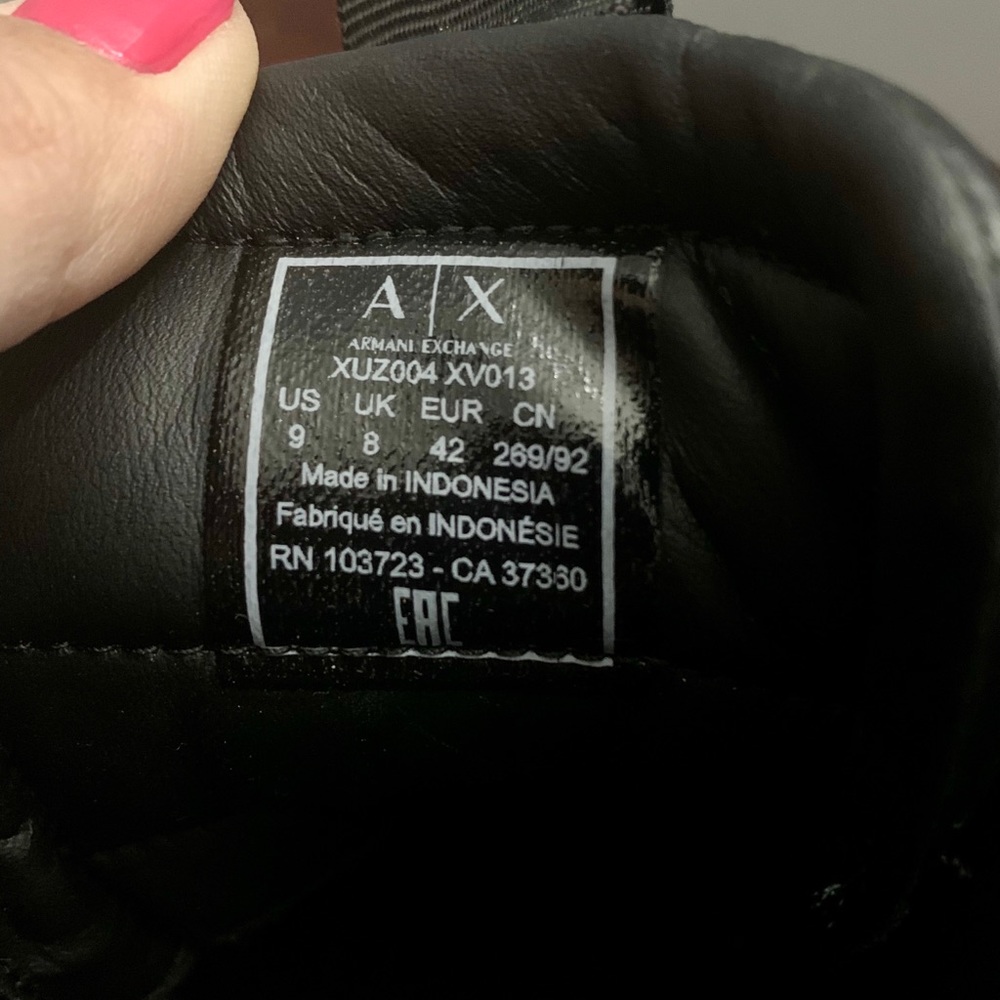 A|X
ARMANI EXCHANGE
XUZ004 XV013
US UK EUR CN
9 8 42 269/92
Made in INDONESIA
Fabriqué en INDONÉSIE
RN 103723 - CA 37360
EAC